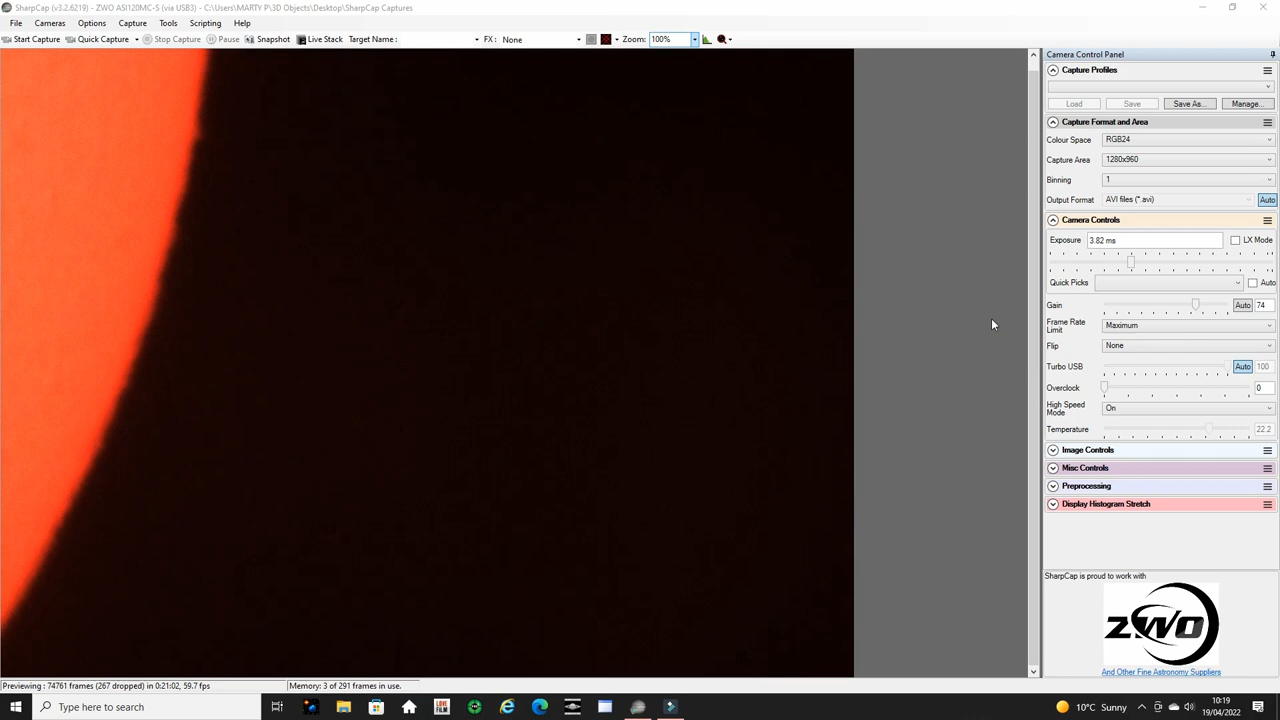 SharpCap (v3.2.6219) - ZWO ASI120MC-S (via USB3) - C:\Users\MARTY P\3D Objects\Desktop\SharpCap Captures
File Cameras Options Capture Tools Scripting Help
Start Capture Quick Capture Stop Capture Pause Snapshot Live Stack Target Name : FX : None Zoom: 100%
Camera Control Panel
Capture Profiles
Load Save Save As... Manage...
Capture Format and Area
Colour Space RGB24
Capture Area 1280x960
Binning 1
Output Format AVI files (*.avi) Auto
Camera Controls
Exposure 3.82 ms LX Mode
Quick Picks Auto
Gain Auto 74
Frame Rate
Limit Maximum
Flip None
Turbo USB Auto 100
Overclock 0
High Speed
Mode On
Temperature 22.2
Image Controls
Misc Controls
Preprocessing
Display Histogram Stretch
SharpCap is proud to work with
ZWO
And Other Fine Astronomy Suppliers
Previewing : 74761 frames (267 dropped) in 0:21:02, 59.7 fps Memory: 3 of 291 frames in use.
Type here to search
LOVE
FILM
10°C Sunny
10:19
19/04/2022